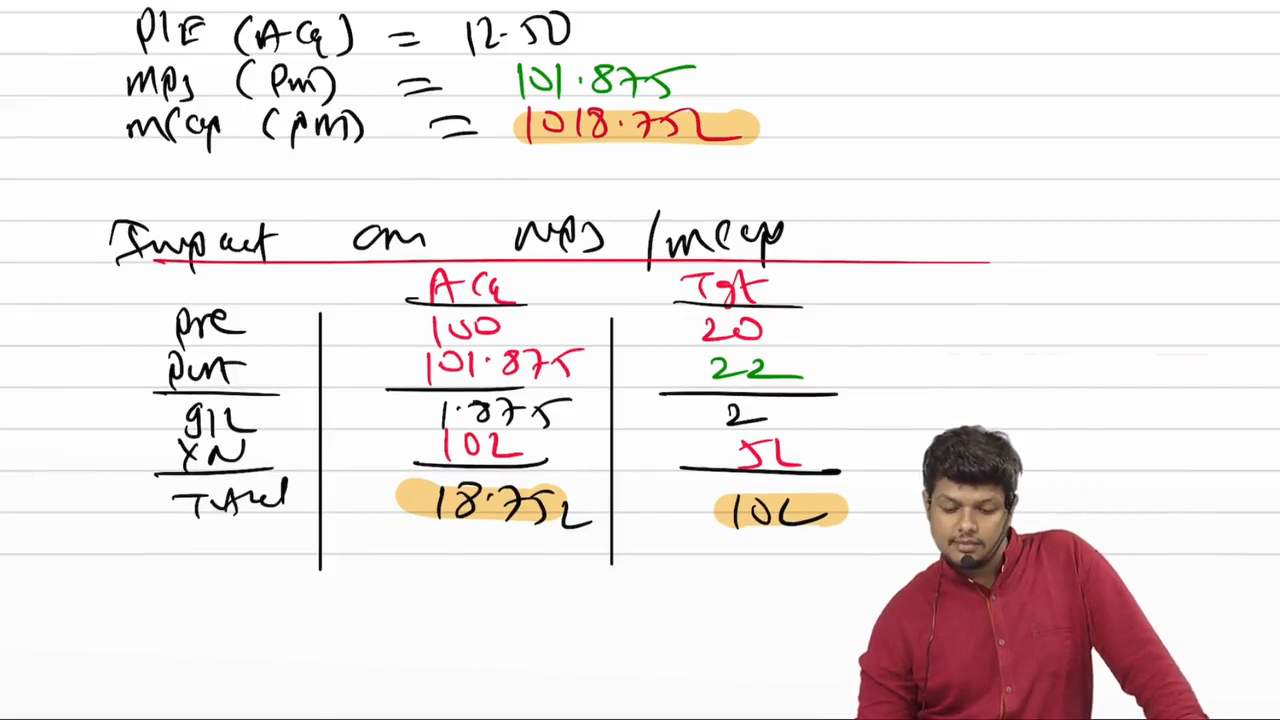 P/E (Acq) = 12.50
mps (pm) = 101.875
mcap (pm) = 1018.75L
Impact on mps / mcap
Acq Tgt
pre 100 20
post 101.875 22
g/L 1.875 2
XN 10L 5L
Total 18.75L 10L